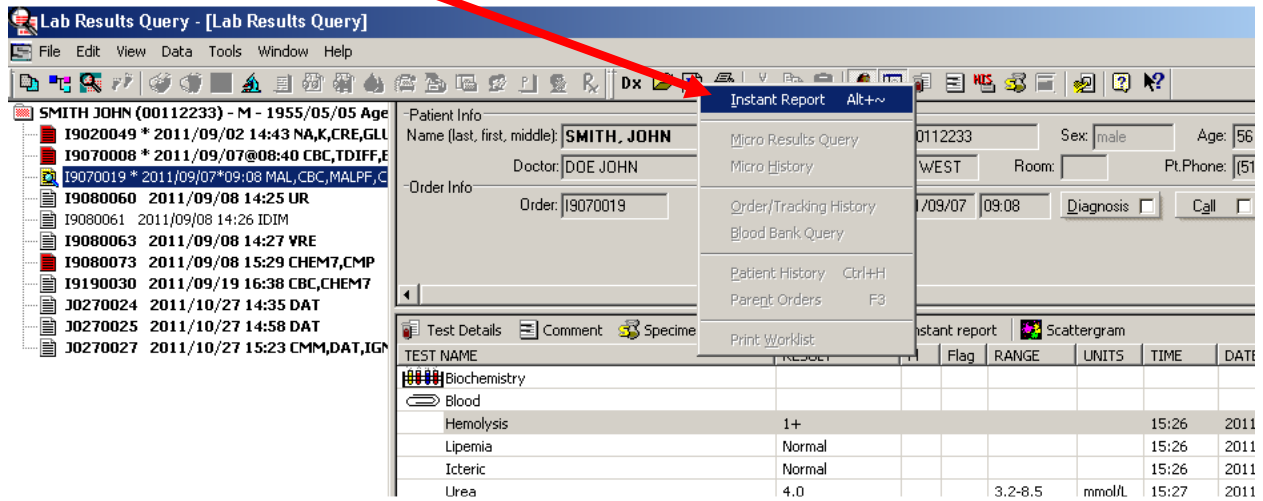 Lab Results Query - [Lab Results Query]
File Edit View Data Tools Window Help
Dx
HIS
SMITH JOHN (00112233) - M - 1955/05/05 Age
I9020049 * 2011/09/02 14:43 NA,K,CRE,GLU
I9070008 * 2011/09/07@08:40 CBC,TDIFF,E
I9070019 * 2011/09/07*09:08 MAL,CBC,MALPF,C
I9080060 2011/09/08 14:25 UR
I9080061 2011/09/08 14:26 IDIM
I9080063 2011/09/08 14:27 VRE
I9080073 2011/09/08 15:29 CHEM7,CMP
I9190030 2011/09/19 16:38 CBC,CHEM7
J0270024 2011/10/27 14:35 DAT
J0270025 2011/10/27 14:58 DAT
J0270027 2011/10/27 15:23 CMM,DAT,IGN
Patient Info
Name (last, first, middle): SMITH, JOHN 0112233 Sex: male Age: 56
Doctor: DOE JOHN WEST Room: Pt.Phone: (51
Order Info
Order: I9070019 1/09/07 09:08 Diagnosis Call
Instant Report Alt+~
Micro Results Query
Micro History
Order/Tracking History
Blood Bank Query
Patient History Ctrl+H
Parent Orders F3
Print Worklist
Test Details Comment Specime nstant report Scattergram
TEST NAME RESULT Flag RANGE UNITS TIME DATE
Biochemistry
Blood
Hemolysis 1+ 15:26 2011
Lipemia Normal 15:26 2011
Icteric Normal 15:26 2011
Urea 4.0 3.2-8.5 mmol/L 15:27 2011